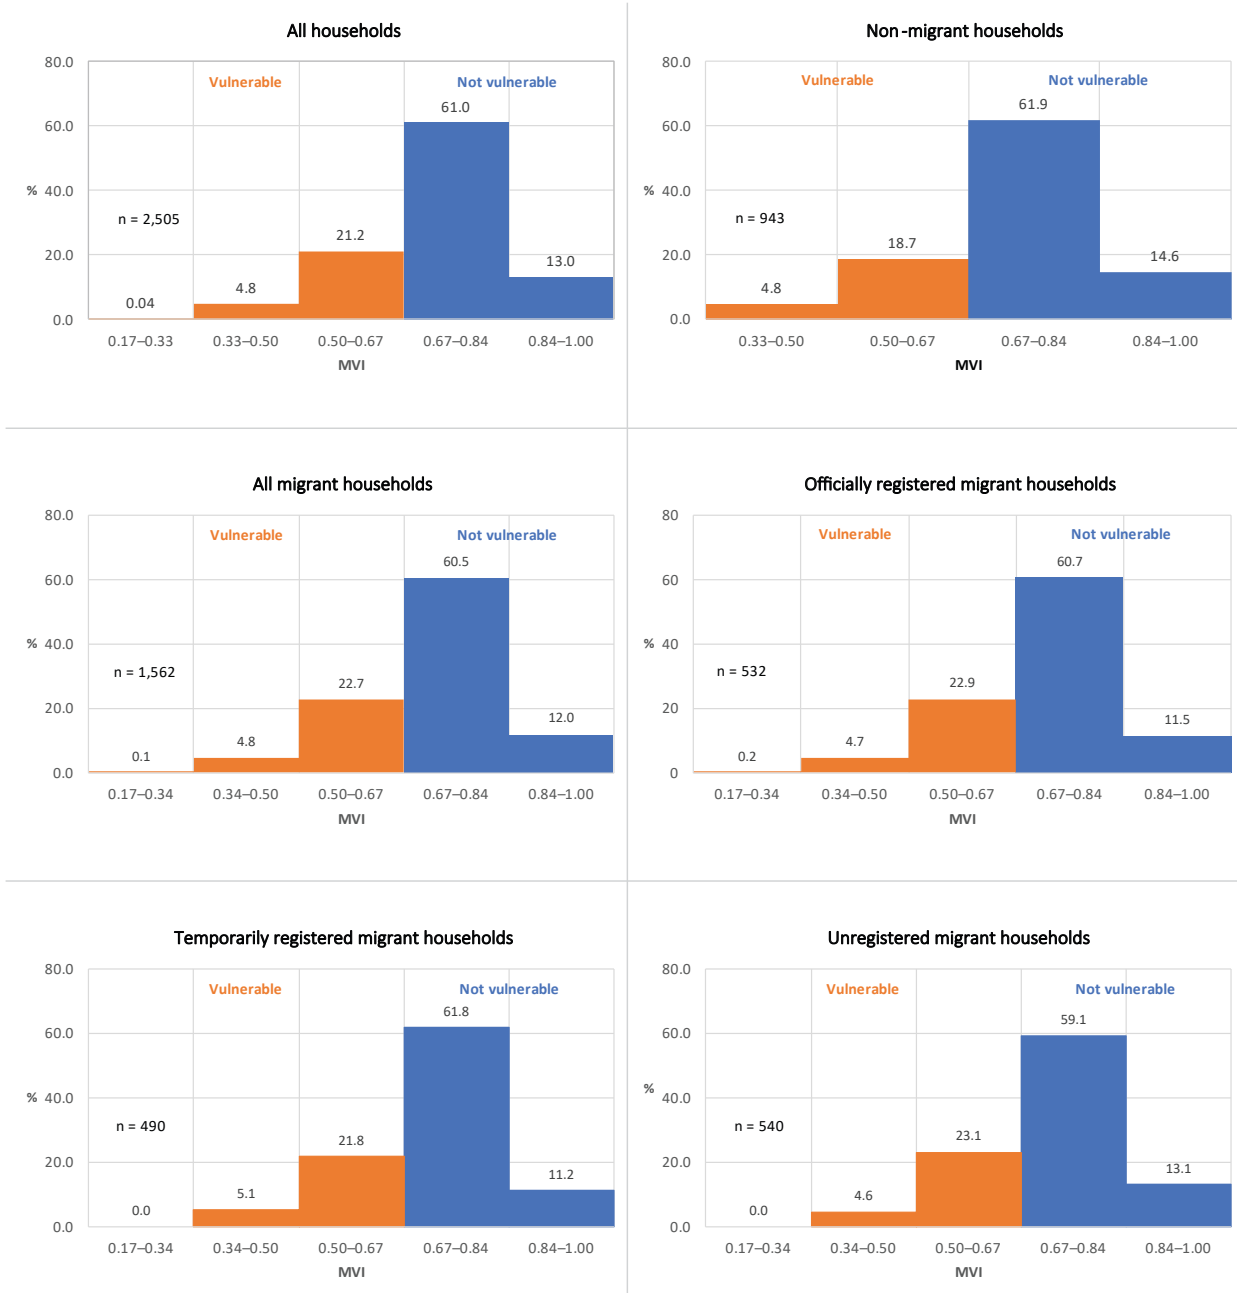 All households
80.0
60.0
% 40.0
20.0
0.0
Vulnerable
Not vulnerable
n = 2,505
0.04
4.8
21.2
61.0
13.0
0.17–0.33 0.33–0.50 0.50–0.67 0.67–0.84 0.84–1.00
MVI
Non-migrant households
80.0
60.0
% 40.0
20.0
0.0
Vulnerable
Not vulnerable
n = 943
4.8
18.7
61.9
14.6
0.33–0.50 0.50–0.67 0.67–0.84 0.84–1.00
MVI
All migrant households
80.0
60.0
% 40.0
20.0
0.0
Vulnerable
Not vulnerable
n = 1,562
0.1
4.8
22.7
60.5
12.0
0.17–0.34 0.34–0.50 0.50–0.67 0.67–0.84 0.84–1.00
MVI
Officially registered migrant households
80
60
% 40
20
0
Vulnerable
Not vulnerable
n = 532
0.2
4.7
22.9
60.7
11.5
0.17–0.34 0.34–0.50 0.50–0.67 0.67–0.84 0.84–1.00
MVI
Temporarily registered migrant households
80.0
60.0
% 40.0
20.0
0.0
Vulnerable
Not vulnerable
n = 490
0.0
5.1
21.8
61.8
11.2
0.17–0.34 0.34–0.50 0.50–0.67 0.67–0.84 0.84–1.00
MVI
Unregistered migrant households
80.0
60.0
% 40.0
20.0
0.0
Vulnerable
Not vulnerable
n = 540
0.0
4.6
23.1
59.1
13.1
0.17–0.34 0.34–0.50 0.50–0.67 0.67–0.84 0.84–1.00
MVI